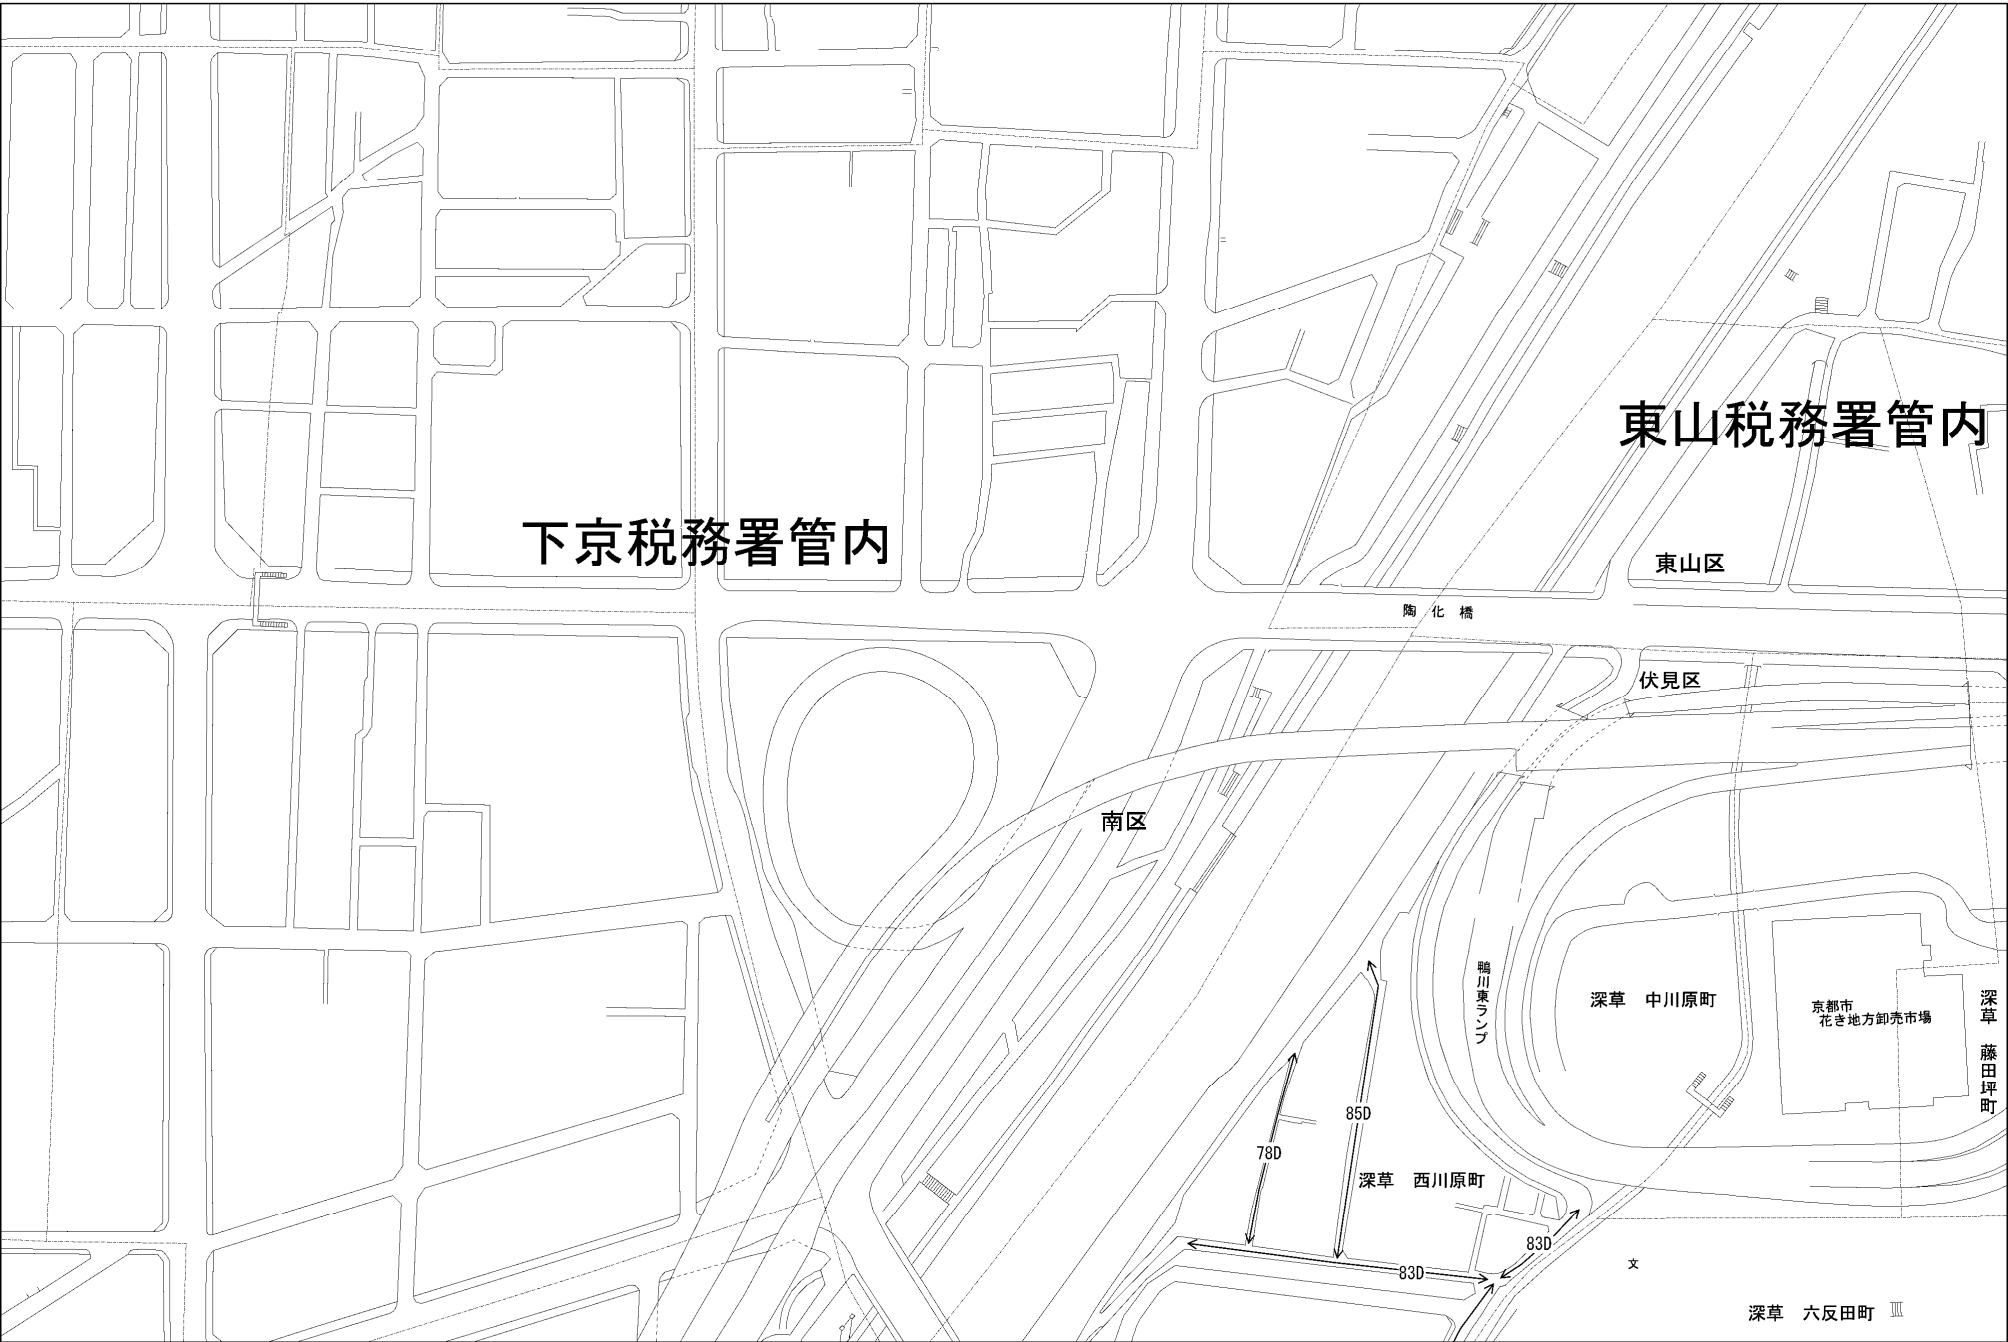 東山税務署管内
下京税務署管内
東山区
陶化橋
伏見区
南区
鴨川東ランプ
深草 中川原町
京都市
花き地方卸売市場
深草 藤田坪町
85D
78D
深草 西川原町
83D
83D
文
深草 六反田町